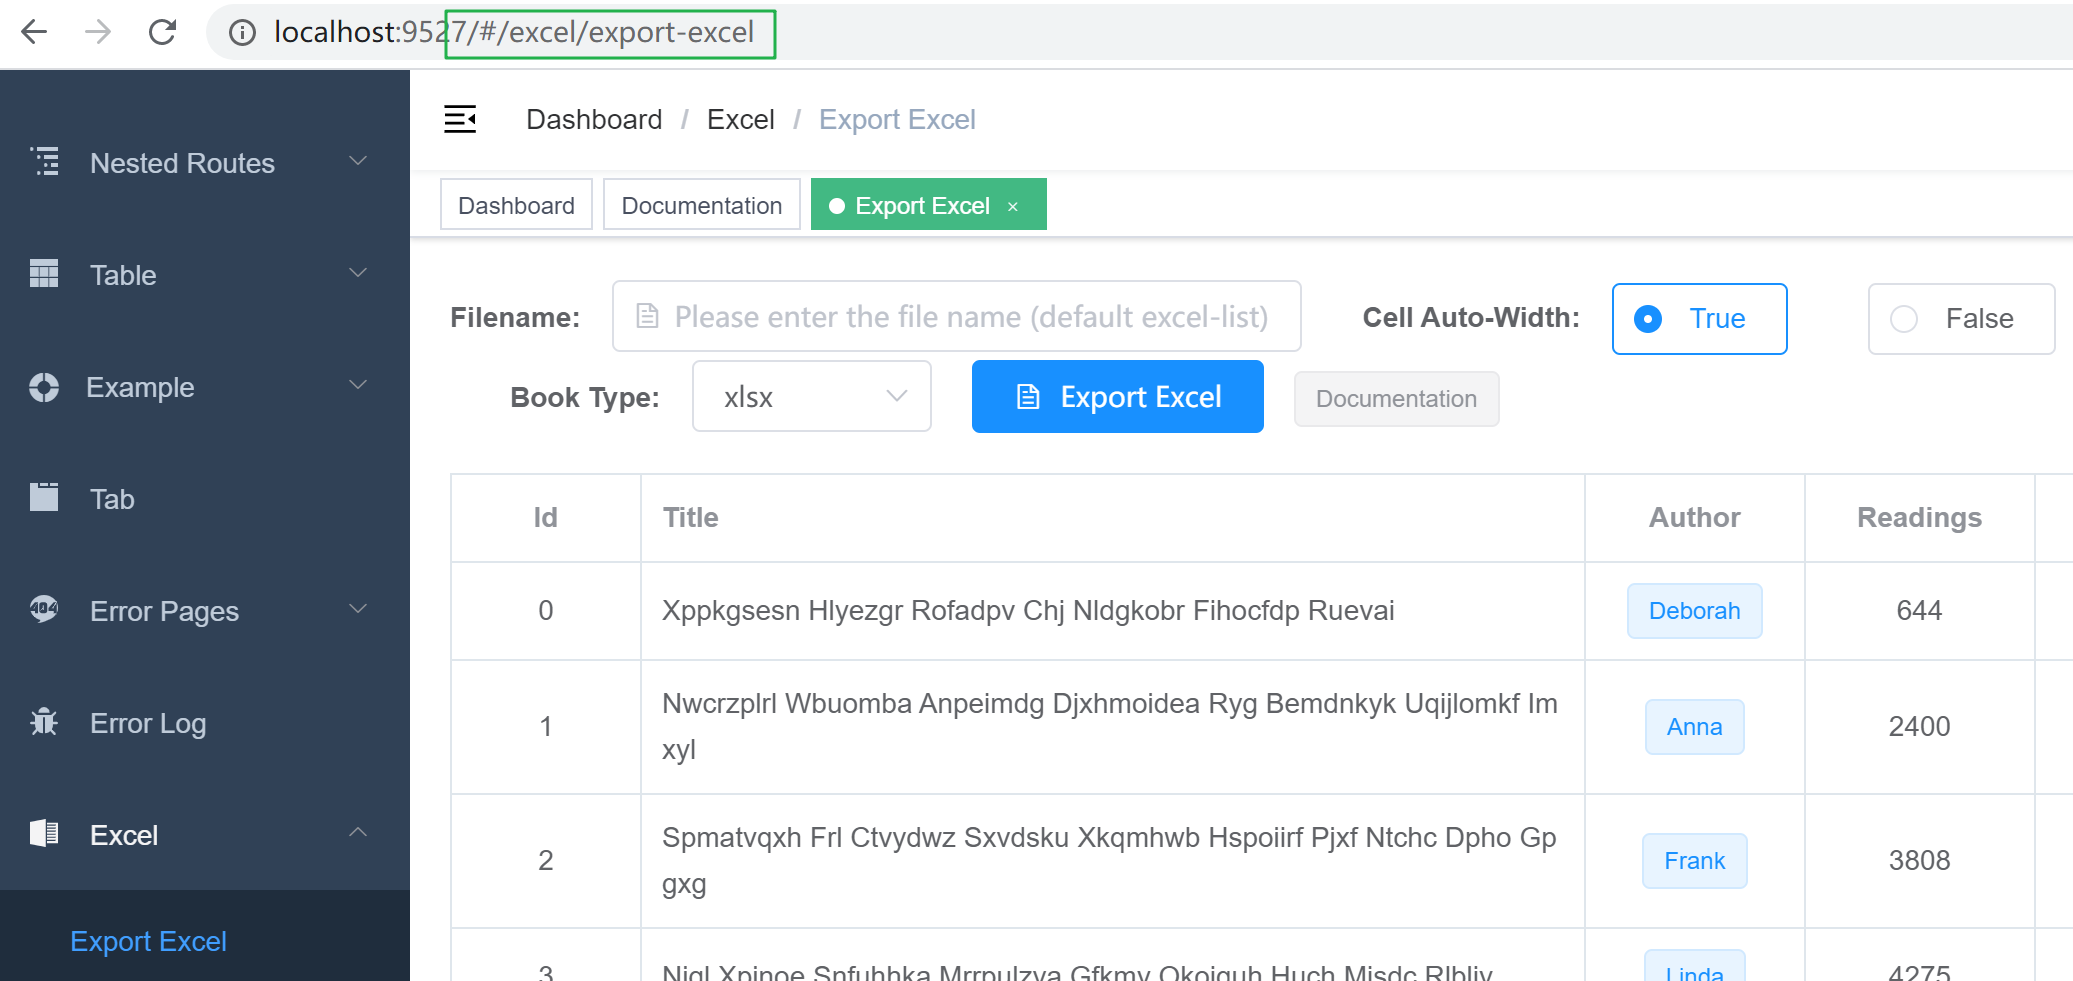 localhost:9527/#/excel/export-excel
Dashboard / Excel / Export Excel
Nested Routes
Table
Example
Tab
404
Error Pages
Error Log
Excel
Export Excel
Dashboard
Documentation
Export Excel ×
Filename:
Please enter the file name (default excel-list)
Cell Auto-Width:
True
False
Book Type:
xlsx
Export Excel
Documentation
Id Title Author Readings
0 Xppkgsesn Hlyezgr Rofadpv Chj Nldgkobr Fihocfdp Ruevai Deborah 644
1 Nwcrzplrl Wbuomba Anpeimdg Djxhmoidea Ryg Bemdnkyk Uqijlomkf Im
xyl Anna 2400
2 Spmatvqxh Frl Ctvydwz Sxvdsku Xkqmhwb Hspoiirf Pjxf Ntchc Dpho Gp
gxg Frank 3808
3 Huch Linda 4275